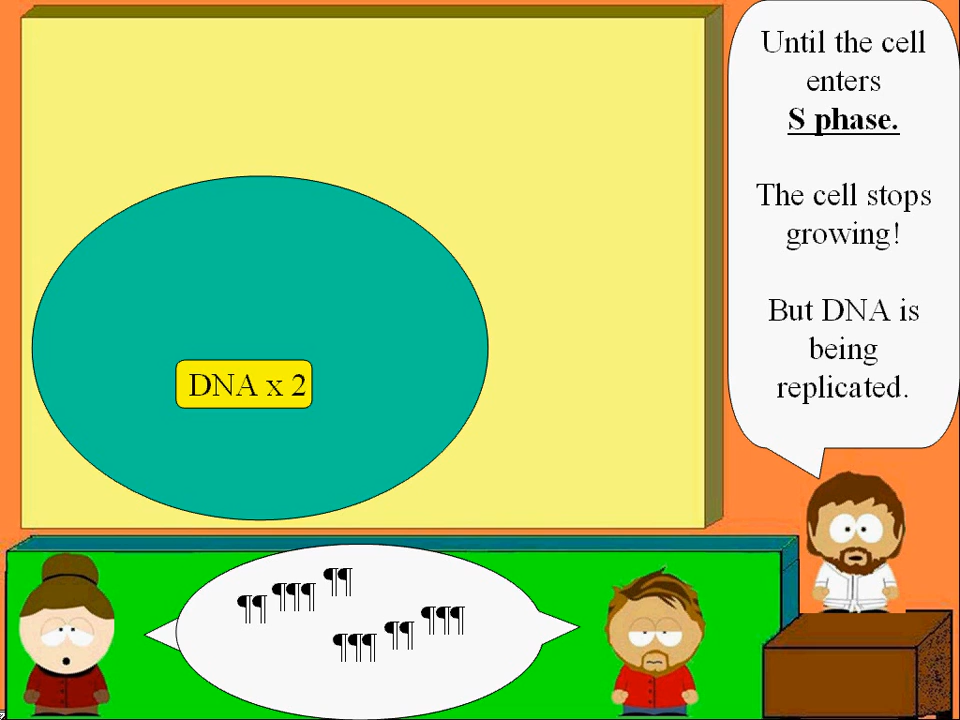 Until the cell
enters
S phase.
The cell stops
growing!
But DNA is
being
replicated.
DNA x 2
¶¶ ¶¶¶ ¶¶
¶¶¶ ¶¶ ¶¶¶